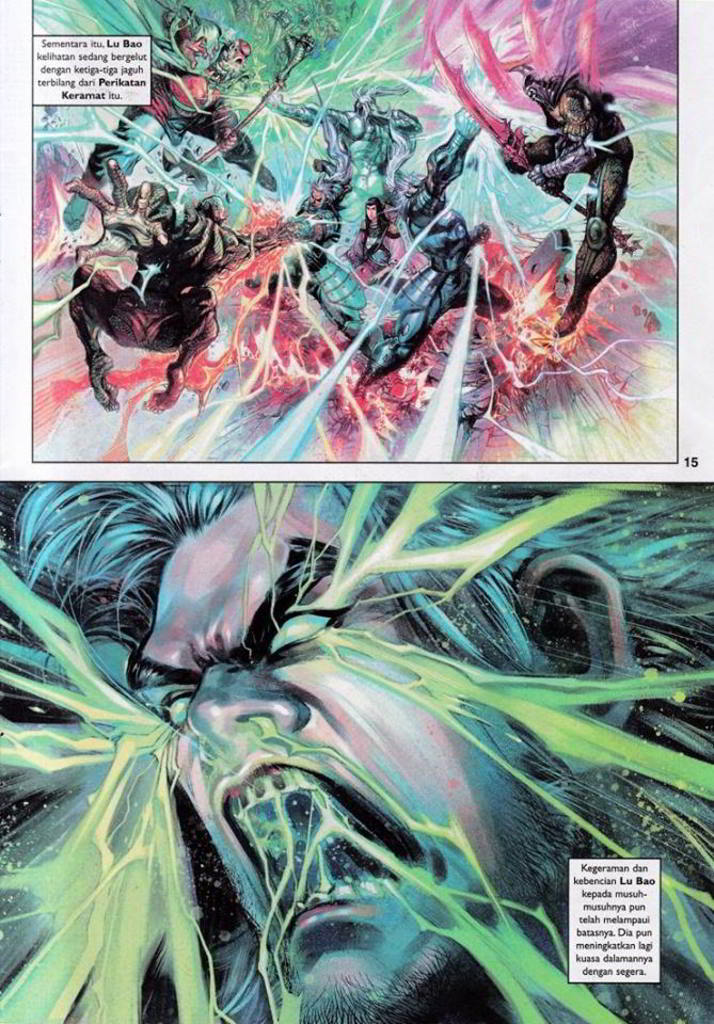 Sementara itu, Lu Bao
kelihatan sedang bergelut
dengan ketiga-tiga jaguh
terbilang dari Perikatan
Keramat itu.
15
Kegeraman dan
kebencian Lu Bao
kepada musuh-
musuhnya pun
telah melampaui
batasnya. Dia pun
meningkatkan lagi
kuasa dalamannya
dengan segera.